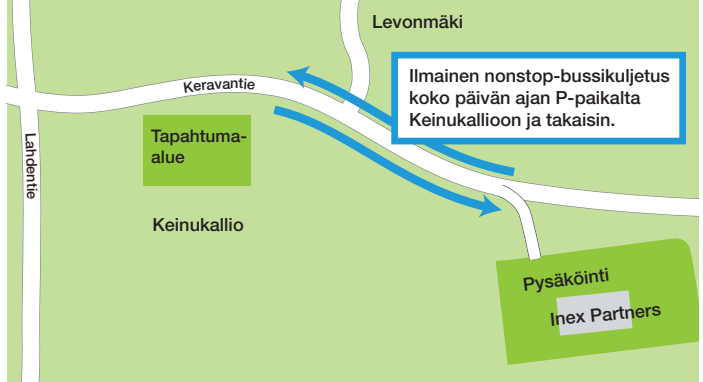 Levonmäki
Ilmainen nonstop-bussikuljetus
koko päivän ajan P-paikalta
Keinukallioon ja takaisin.
Keravantie
Tapahtuma-
alue
Lahdentie
Keinukallio
Pysäköinti
Inex Partners